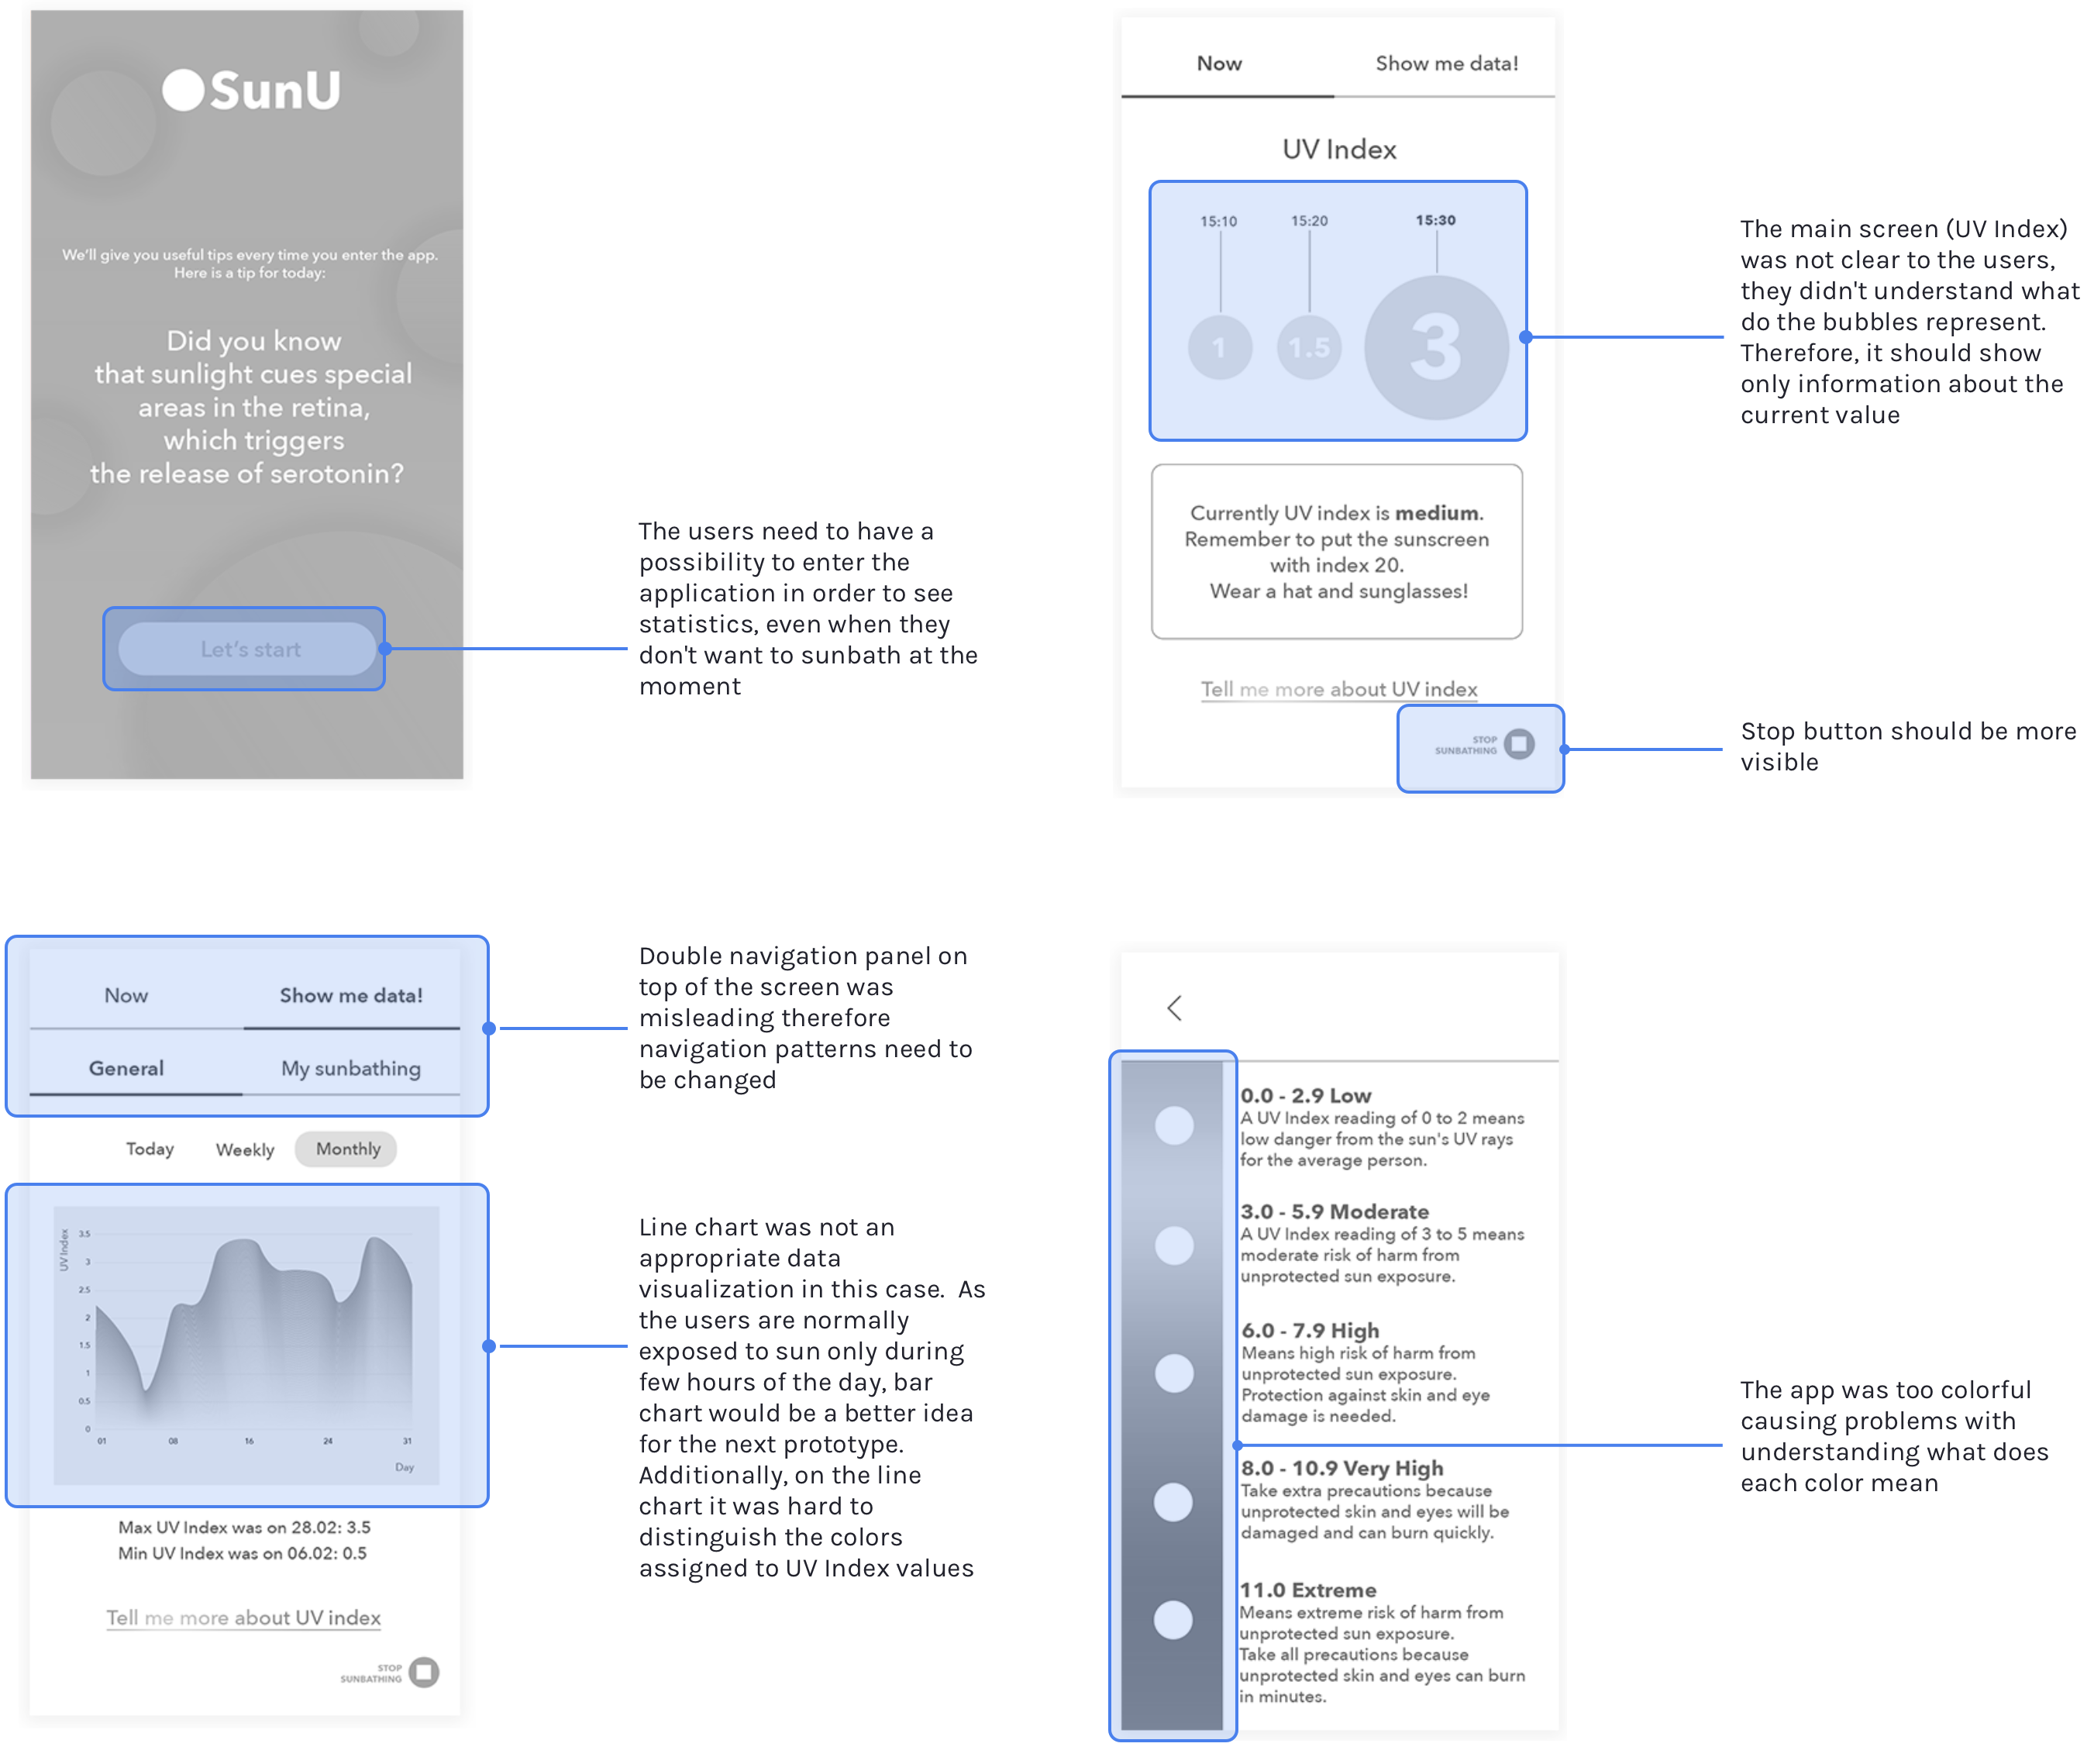 SunU
We'll give you useful tips every time you enter the app.
Here is a tip for today:
Did you know
that sunlight cues special
areas in the retina,
which triggers
the release of serotonin?
Let's start
The users need to have a
possibility to enter the
application in order to see
statistics, even when they
don't want to sunbath at the
moment
Now Show me data!
UV Index
15:10 15:20 15:30
1 1.5 3
Currently UV index is medium.
Remember to put the sunscreen
with index 20.
Wear a hat and sunglasses!
Tell me more about UV index
STOP
SUNBATHING
The main screen (UV Index)
was not clear to the users,
they didn't understand what
do the bubbles represent.
Therefore, it should show
only information about the
current value
Stop button should be more
visible
Now Show me data!
General My sunbathing
Today Weekly Monthly
UV Index
3.5
3
2.5
2
1.5
1
0.5
0
01 08 16 24 31
Day
Max UV Index was on 28.02: 3.5
Min UV Index was on 06.02: 0.5
Tell me more about UV index
STOP
SUNBATHING
Double navigation panel on
top of the screen was
misleading therefore
navigation patterns need to
be changed
Line chart was not an
appropriate data
visualization in this case.  As
the users are normally
exposed to sun only during
few hours of the day, bar
chart would be a better idea
for the next prototype.
Additionally, on the line
chart it was hard to
distinguish the colors
assigned to UV Index values
0.0 - 2.9 Low
A UV Index reading of 0 to 2 means
low danger from the sun's UV rays
for the average person.
3.0 - 5.9 Moderate
A UV Index reading of 3 to 5 means
moderate risk of harm from
unprotected sun exposure.
6.0 - 7.9 High
Means high risk of harm from
unprotected sun exposure.
Protection against skin and eye
damage is needed.
8.0 - 10.9 Very High
Take extra precautions because
unprotected skin and eyes will be
damaged and can burn quickly.
11.0 Extreme
Means extreme risk of harm from
unprotected sun exposure.
Take all precautions because
unprotected skin and eyes can burn
in minutes.
The app was too colorful
causing problems with
understanding what does
each color mean